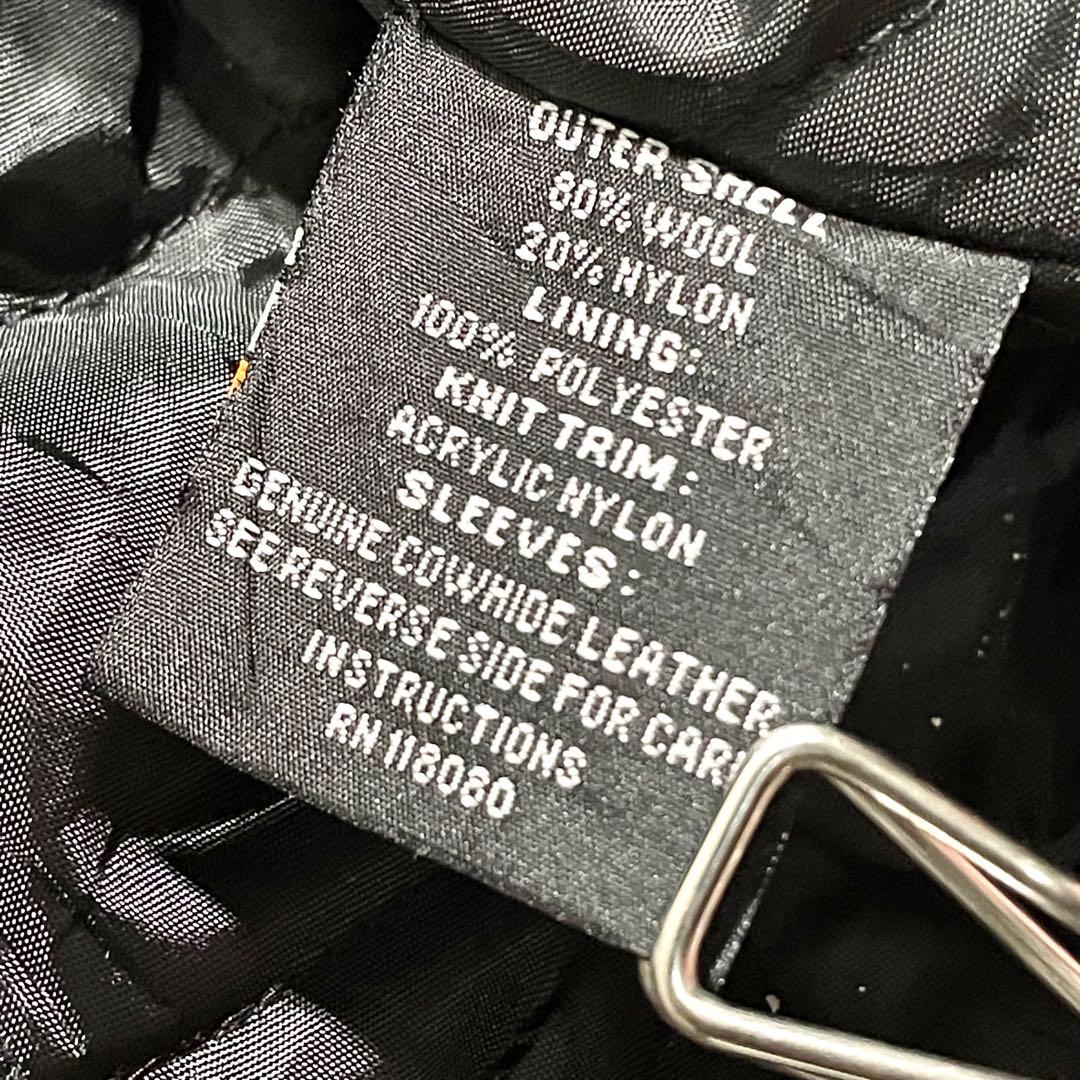 OUTER SHELL
80% WOOL
20% NYLON
LINING:
100% POLYESTER
KNIT TRIM:
ACRYLIC NYLON
SLEEVES:
GENUINE COWHIDE LEATHER
SEE REVERSE SIDE FOR CARE
INSTRUCTIONS
RN 118080